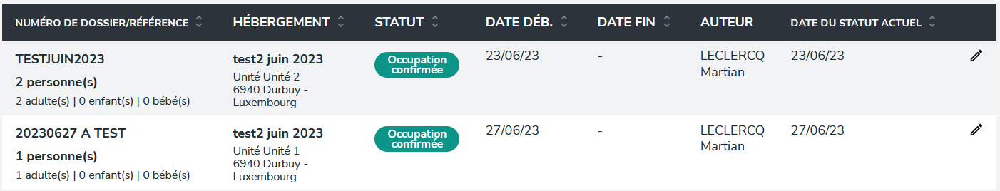 NUMÉRO DE DOSSIER/RÉFÉRENCE HÉBERGEMENT STATUT DATE DÉB. DATE FIN AUTEUR DATE DU STATUT ACTUEL
TESTJUIN2023
2 personne(s)
2 adulte(s) | 0 enfant(s) | 0 bébé(s)
test2 juin 2023
Unité Unité 2
6940 Durbuy -
Luxembourg
Occupation
confirmée
23/06/23
-
LECLERCQ
Martian
23/06/23
20230627 A TEST
1 personne(s)
1 adulte(s) | 0 enfant(s) | 0 bébé(s)
test2 juin 2023
Unité Unité 1
6940 Durbuy -
Luxembourg
Occupation
confirmée
27/06/23
-
LECLERCQ
Martian
27/06/23